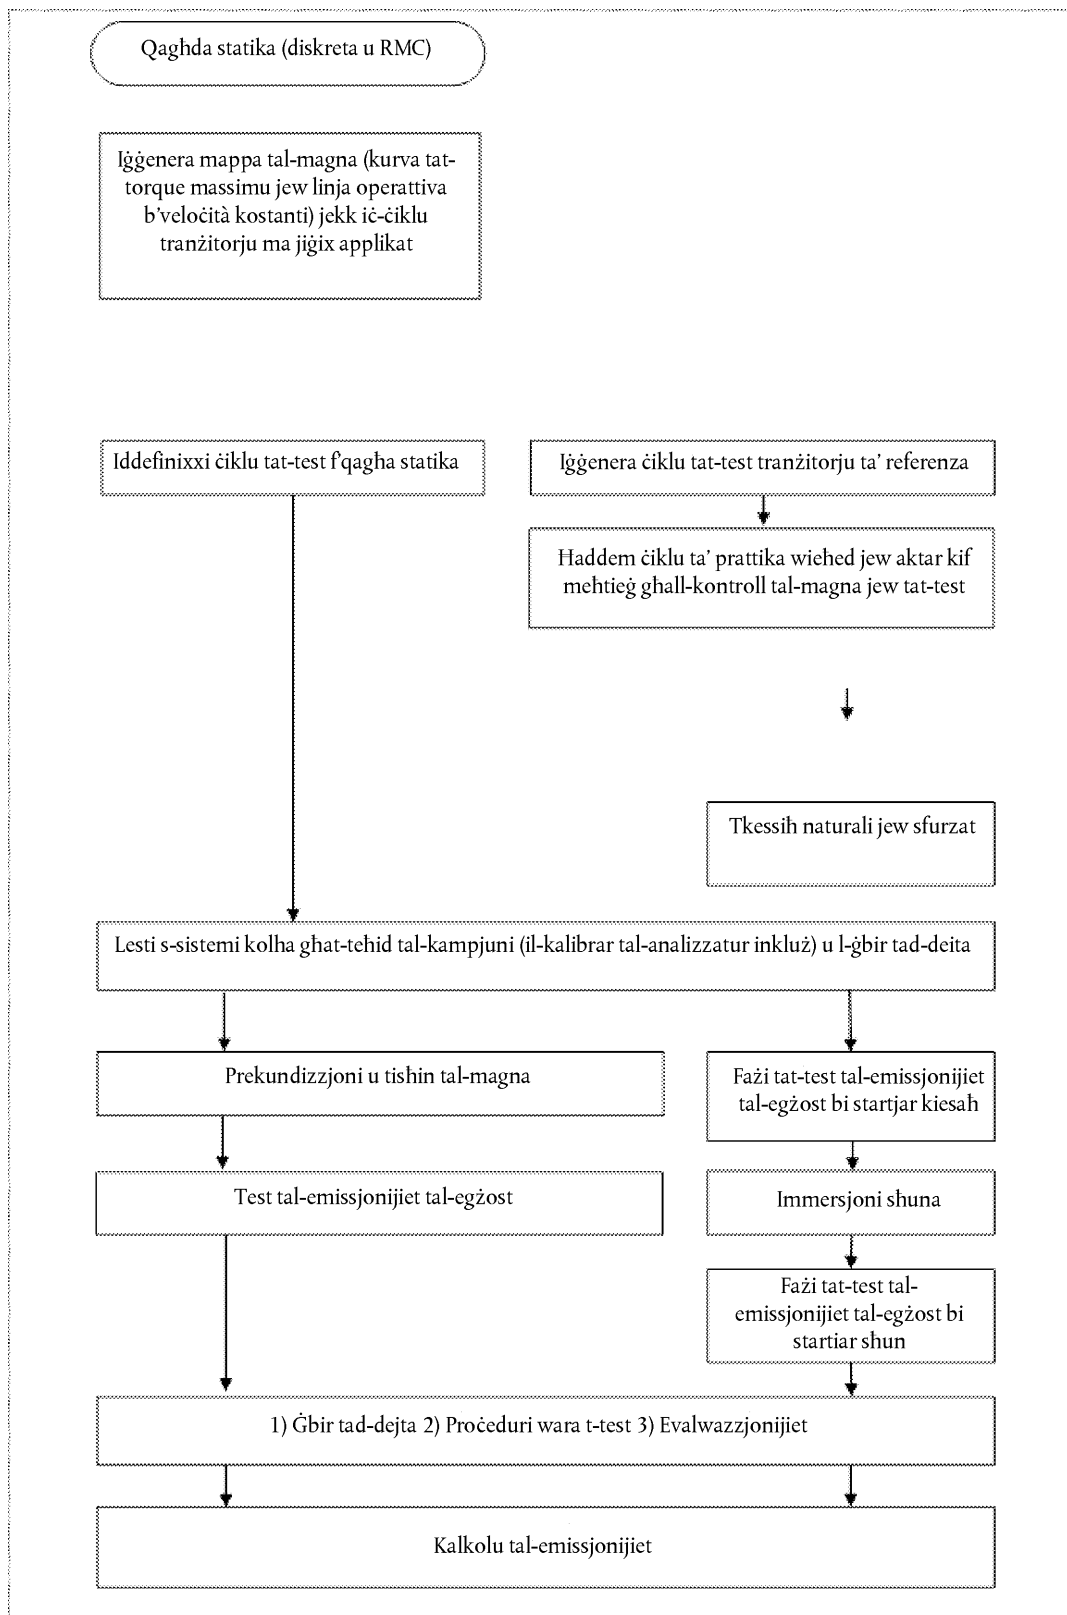 Qagħda statika (diskreta u RMC)
Iġġenera mappa tal-magna (kurva tat-
torque massimu jew linja operattiva
b'veloċità kostanti) jekk iċ-ċiklu
tranżitorju ma jiġix applikat
Iddefinixxi ċiklu tat-test f'qagħa statika
Iġġenera ċiklu tat-test tranżitorju ta' referenza
Ħaddem ċiklu ta' prattika wieħed jew aktar kif
meħtieġ għall-kontroll tal-magna jew tat-test
Tkessiħ naturali jew sfurzat
Lesti s-sistemi kolha għat-teħid tal-kampjuni (il-kalibrar tal-analizzatur inkluż) u l-ġbir tad-deita
Prekundizzjoni u tisħin tal-magna
Fażi tat-test tal-emissjonijiet
tal-egżost bi startjar kiesaħ
Test tal-emissjonijiet tal-egżost
Immersjoni sħuna
Fażi tat-test tal-
emissjonijiet tal-egżost bi
startiar sħun
1) Ġbir tad-dejta 2) Proċeduri wara t-test 3) Evalwazzjonijiet
Kalkolu tal-emissjonijiet